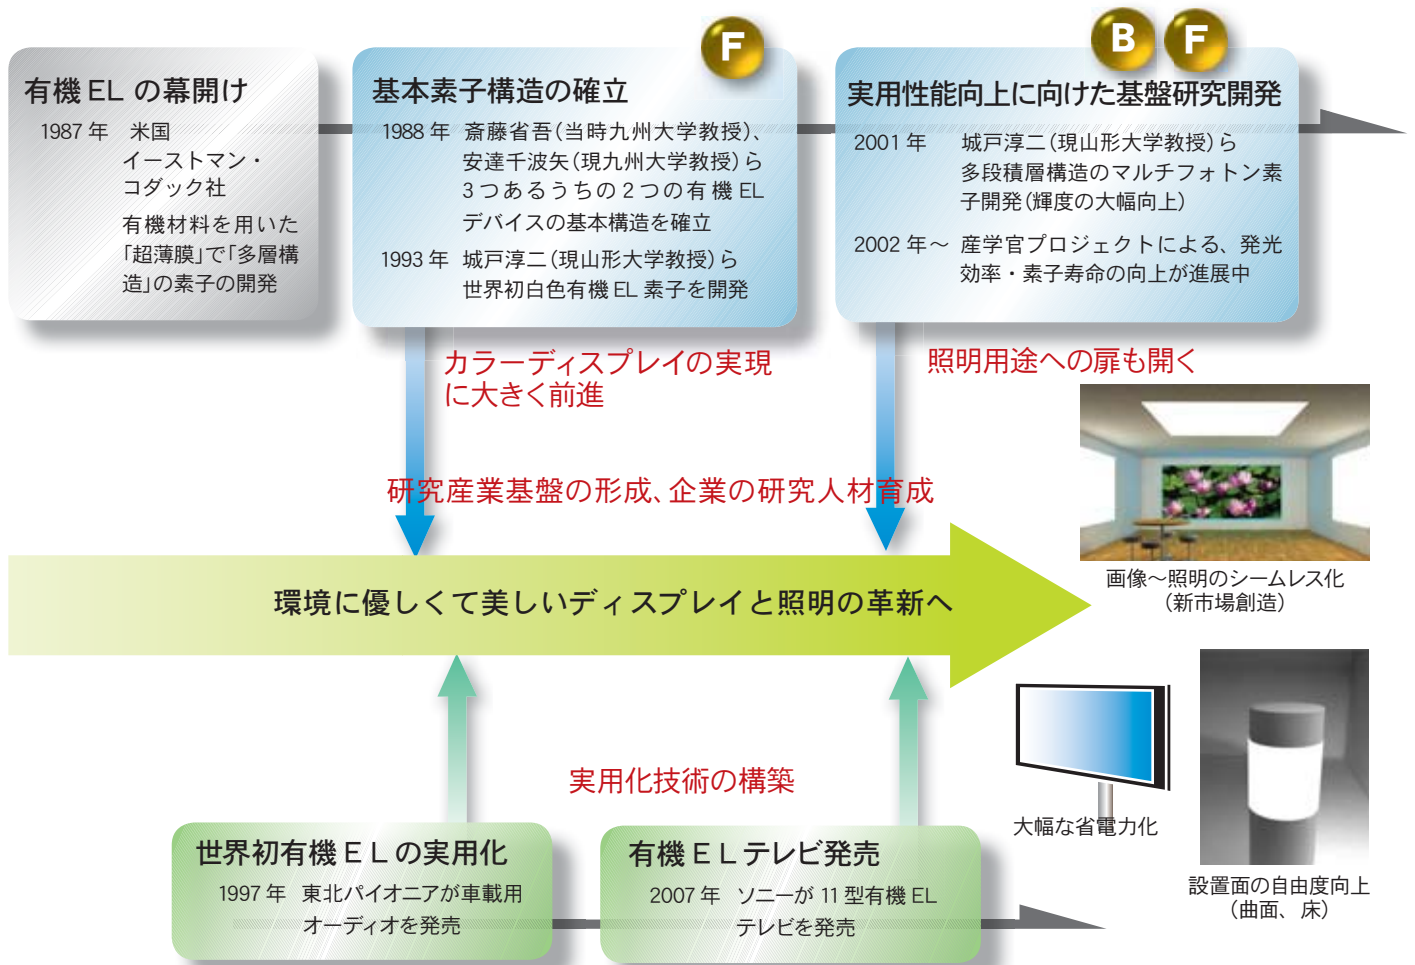 F
B F
有機 EL の幕開け
1987 年 米国
イーストマン・
コダック社
有機材料を用いた
「超薄膜」で「多層構
造」の素子の開発
基本素子構造の確立
1988 年 斎藤省吾(当時九州大学教授)、
安達千波矢(現九州大学教授)ら
3 つあるうちの 2 つの有機 EL
デバイスの基本構造を確立
1993 年 城戸淳二(現山形大学教授)ら
世界初白色有機 EL 素子を開発
実用性能向上に向けた基盤研究開発
2001 年 城戸淳二(現山形大学教授)ら
多段積層構造のマルチフォトン素
子開発(輝度の大幅向上)
2002 年~ 産学官プロジェクトによる、発光
効率・素子寿命の向上が進展中
カラーディスプレイの実現
に大きく前進
照明用途への扉も開く
研究産業基盤の形成、企業の研究人材育成
環境に優しくて美しいディスプレイと照明の革新へ
画像~照明のシームレス化
(新市場創造)
実用化技術の構築
大幅な省電力化
設置面の自由度向上
(曲面、床)
世界初有機 E L の実用化
1997 年 東北パイオニアが車載用
オーディオを発売
有機 E L テレビ発売
2007 年 ソニーが 11 型有機 EL
テレビを発売